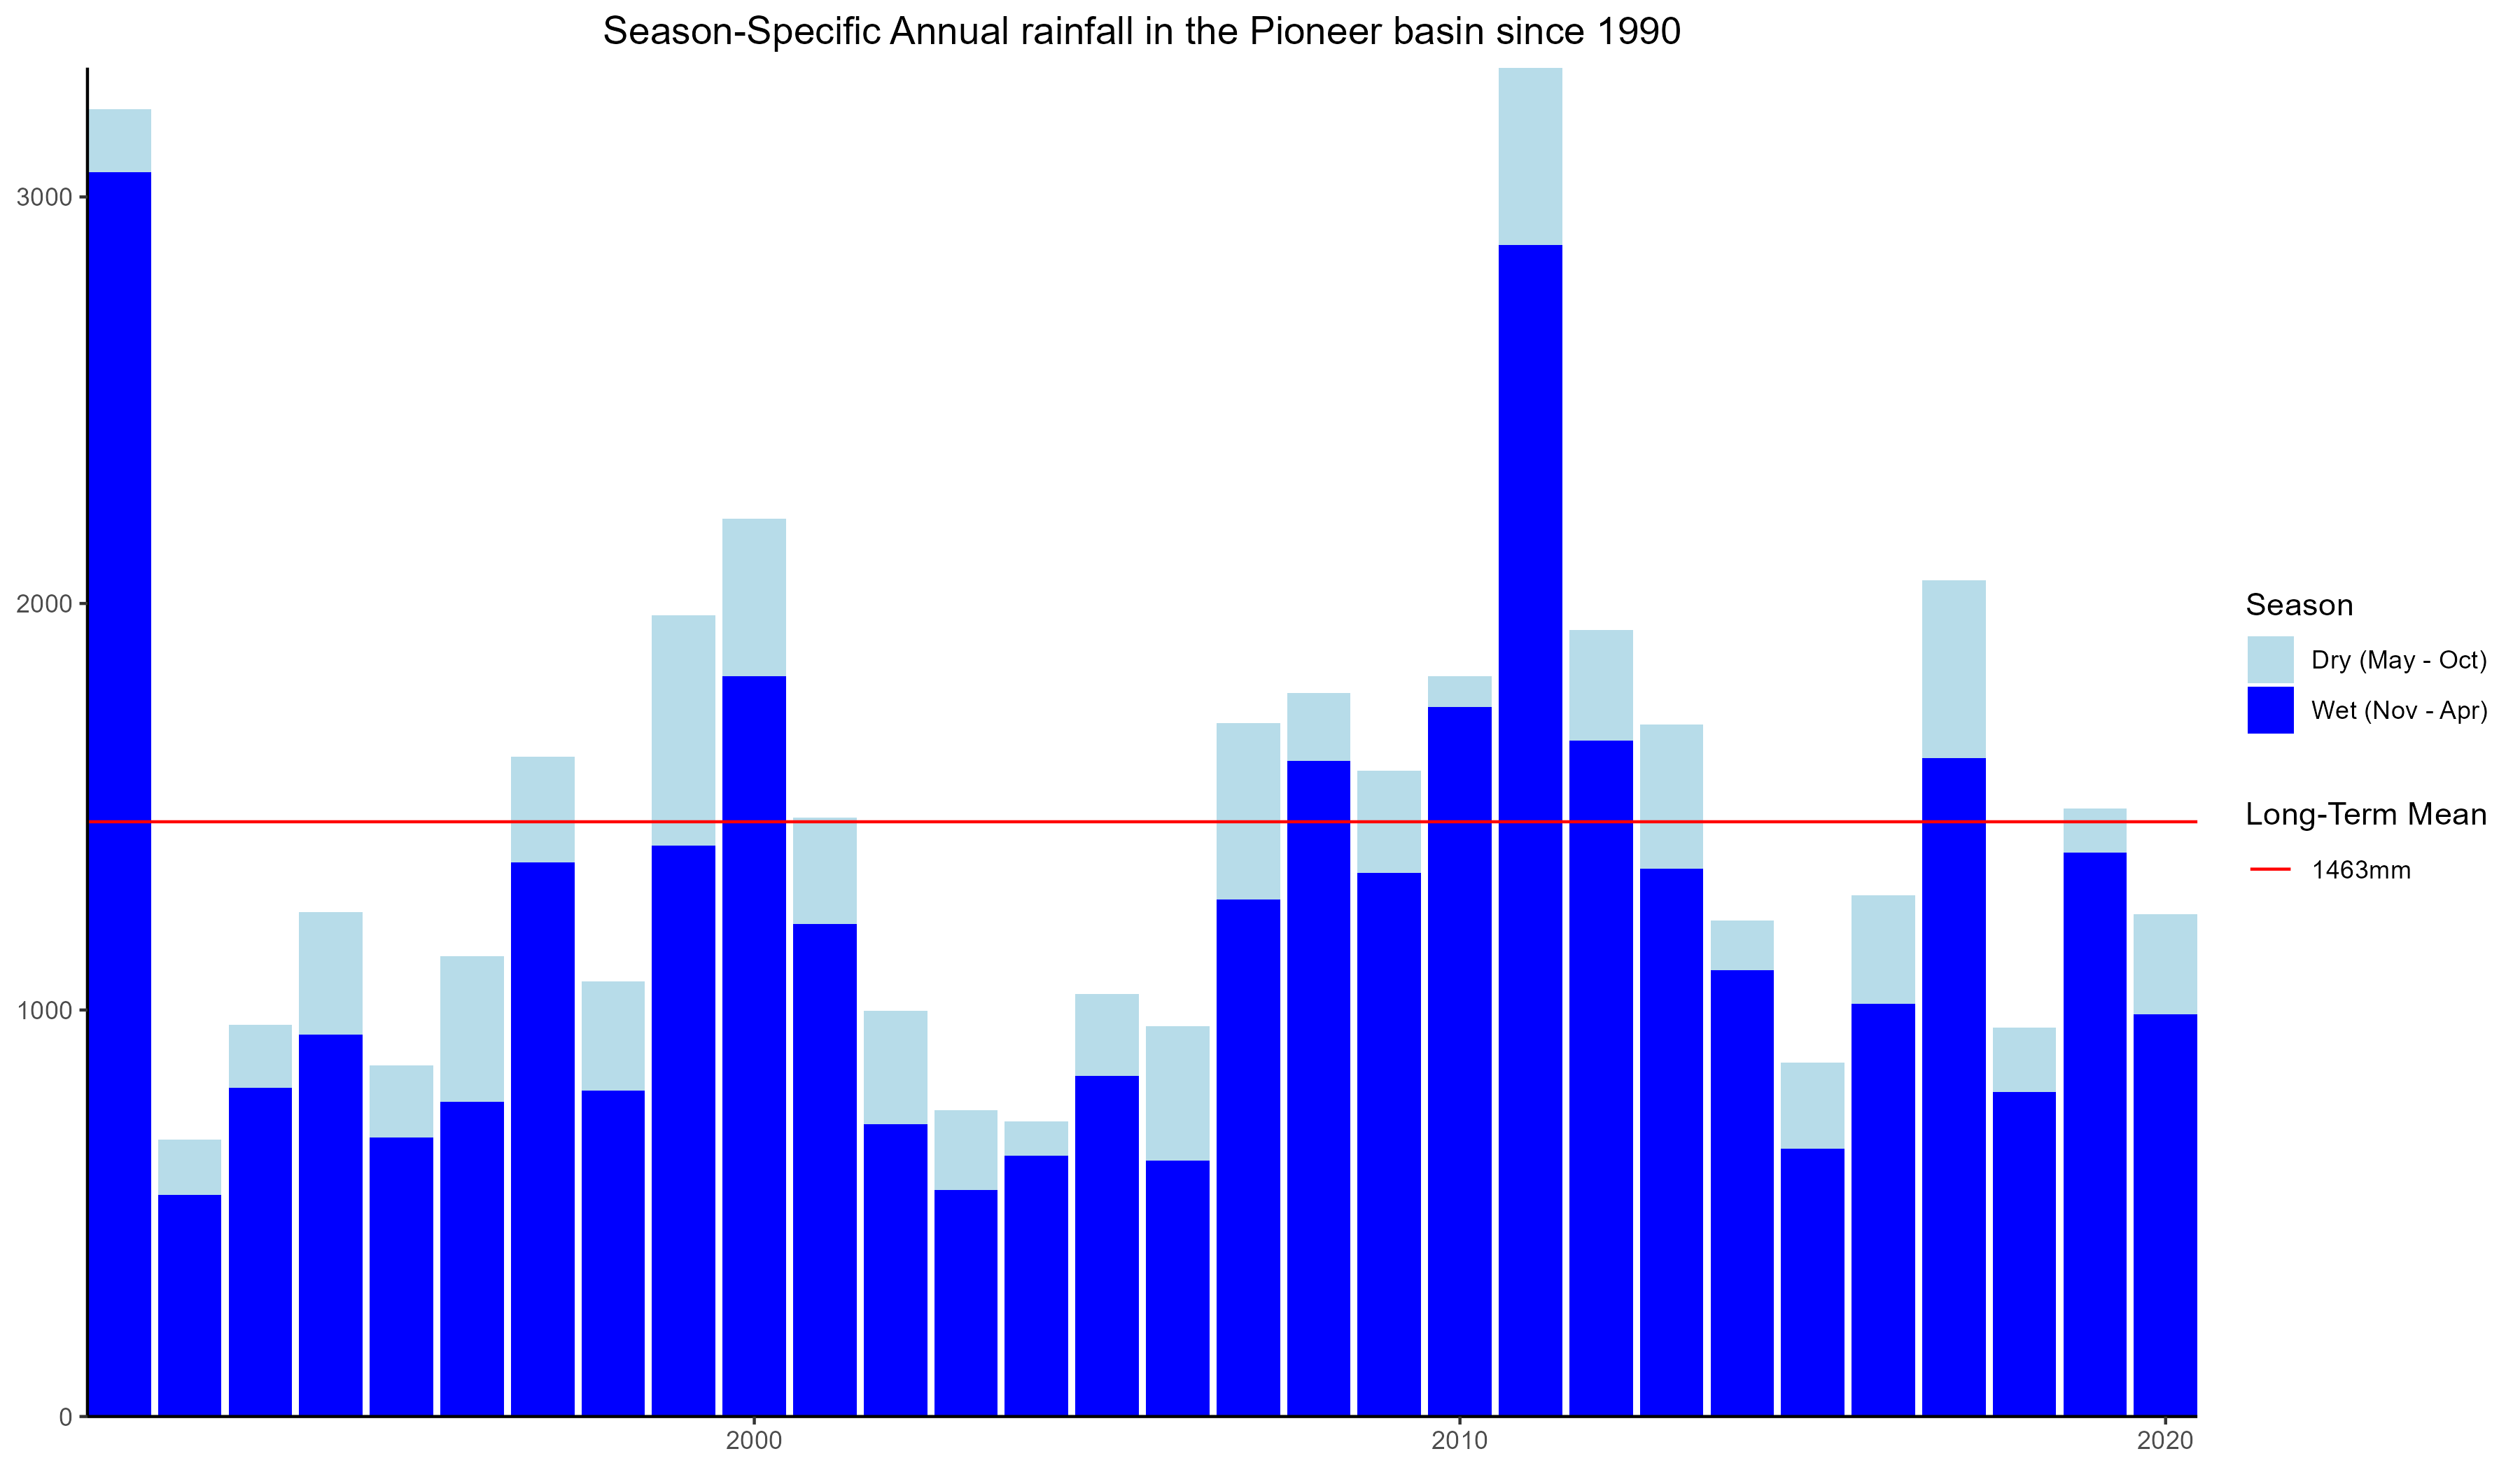 Season-Specific Annual rainfall in the Pioneer basin since 1990
3000
2000
1000
0
2000
2010
2020
Season
Dry (May - Oct)
Wet (Nov - Apr)
Long-Term Mean
1463mm